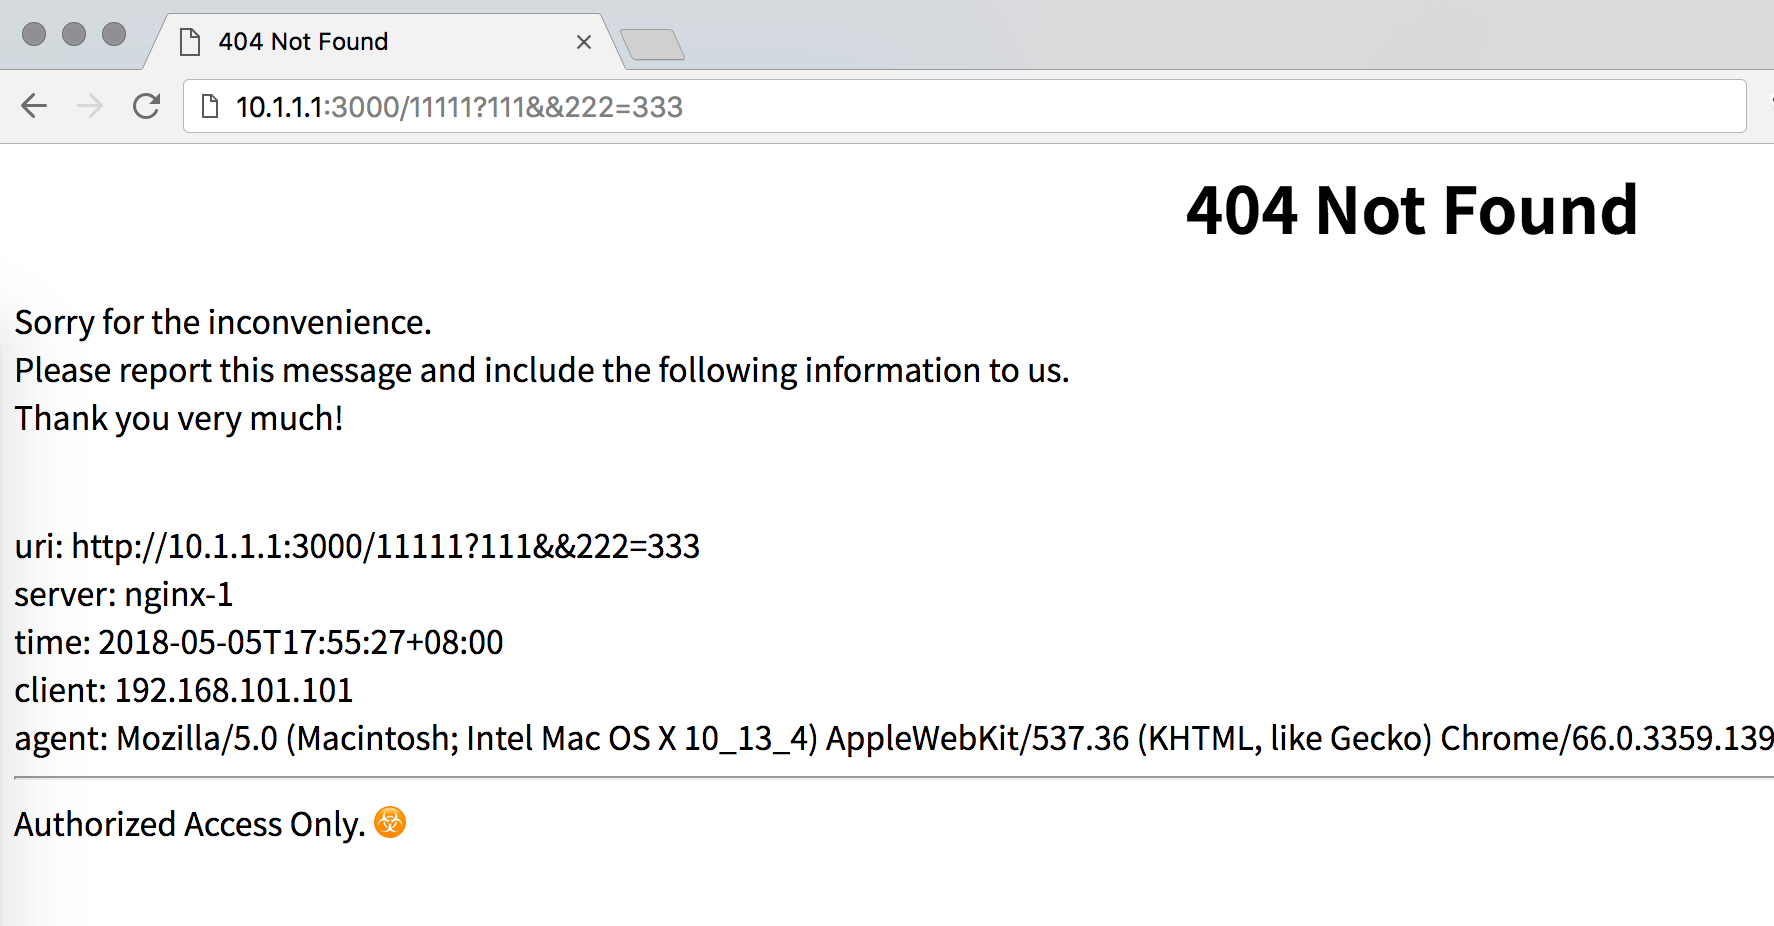 404 Not Found
10.1.1.1:3000/11111?111&&222=333
404 Not Found
Sorry for the inconvenience.
Please report this message and include the following information to us.
Thank you very much!
uri: http://10.1.1.1:3000/11111?111&&222=333
server: nginx-1
time: 2018-05-05T17:55:27+08:00
client: 192.168.101.101
agent: Mozilla/5.0 (Macintosh; Intel Mac OS X 10_13_4) AppleWebKit/537.36 (KHTML, like Gecko) Chrome/66.0.3359.139
Authorized Access Only. ☣